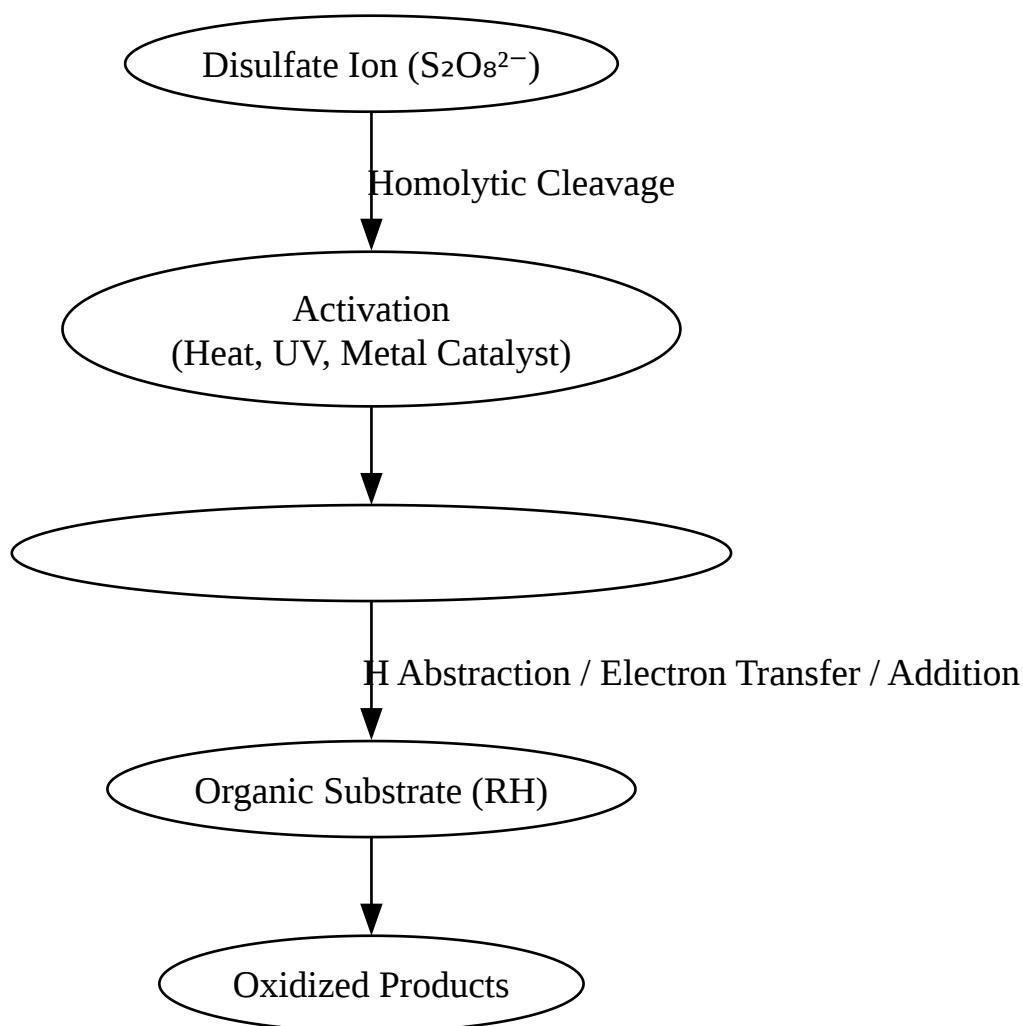 Disulfate Ion (S₂O₈²⁻)
Homolytic Cleavage
Activation
(Heat, UV, Metal Catalyst)
H Abstraction / Electron Transfer / Addition
Organic Substrate (RH)
Oxidized Products